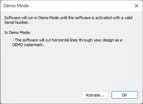 Demo Mode
Software will run in Demo Mode until the software is activated with a valid
Serial Number.
In Demo Mode:
- The software will cut horizontal lines through your design as a
DEMO watermark.
Activate...
OK